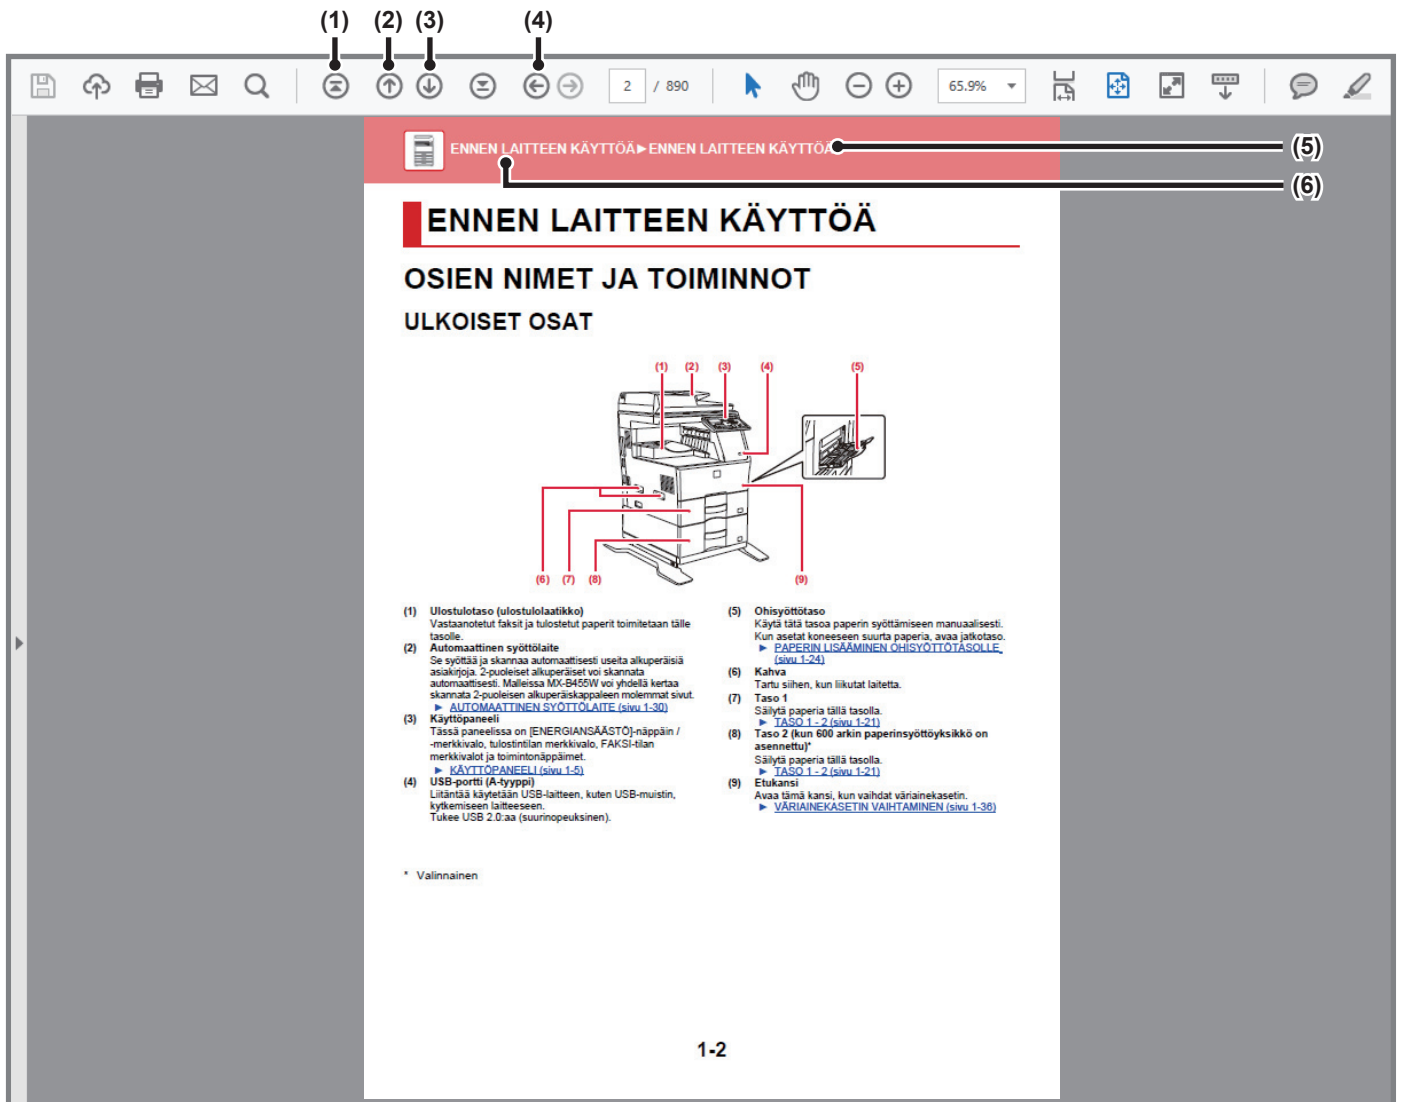 (1) (2) (3) (4)
2 / 890
65.9%
ENNEN LAITTEEN KÄYTTÖÄ►ENNEN LAITTEEN KÄYTTÖÄ
(5)
(6)
ENNEN LAITTEEN KÄYTTÖÄ
OSIEN NIMET JA TOIMINNOT
ULKOISET OSAT
(1) (2) (3) (4) (5)
(6) (7) (8) (9)
(1) Ulostulotaso (ulostulolaatikko)
Vastaanotetut faksit ja tulostetut paperit toimitetaan tälle
tasolle.
(2) Automaattinen syöttölaite
Se syöttää ja skannaa automaattisesti useita alkuperäisiä
asiakirjoja. 2-puoleiset alkuperäiset voi skannata
automaattisesti. Malleissa MX-B455W voi yhdellä kertaa
skannata 2-puoleisen alkuperäiskappaleen molemmat sivut.
► AUTOMAATTINEN SYÖTTÖLAITE (sivu 1-30)
(3) Käyttöpaneeli
Tässä paneelissa on [ENERGIANSÄÄSTÖ]-näppäin /
-merkkivalo, tulostintilan merkkivalo, FAKSI-tilan
merkkivalot ja toimintonäppäimet.
► KÄYTTÖPANEELI (sivu 1-5)
(4) USB-portti (A-tyyppi)
Liitäntää käytetään USB-laitteen, kuten USB-muistin,
kytkemiseen laitteeseen.
Tukee USB 2.0:aa (suurinopeuksinen).
(5) Ohisyöttötaso
Käytä tätä tasoa paperin syöttämiseen manuaalisesti.
Kun asetat koneeseen suurta paperia, avaa jatkotaso.
► PAPERIN LISÄÄMINEN OHISYÖTTÖTASOLLE
(sivu 1-24)
(6) Kahva
Tartu siihen, kun liikutat laitetta.
(7) Taso 1
Säilytä paperia tällä tasolla.
► TASO 1 - 2 (sivu 1-21)
(8) Taso 2 (kun 600 arkin paperinsyöttöyksikkö on
asennettu)*
Säilytä paperia tällä tasolla.
► TASO 1 - 2 (sivu 1-21)
(9) Etukansi
Avaa tämä kansi, kun vaihdat väriainekasetin.
► VÄRIAINEKASETIN VAIHTAMINEN (sivu 1-36)
* Valinnainen
1-2